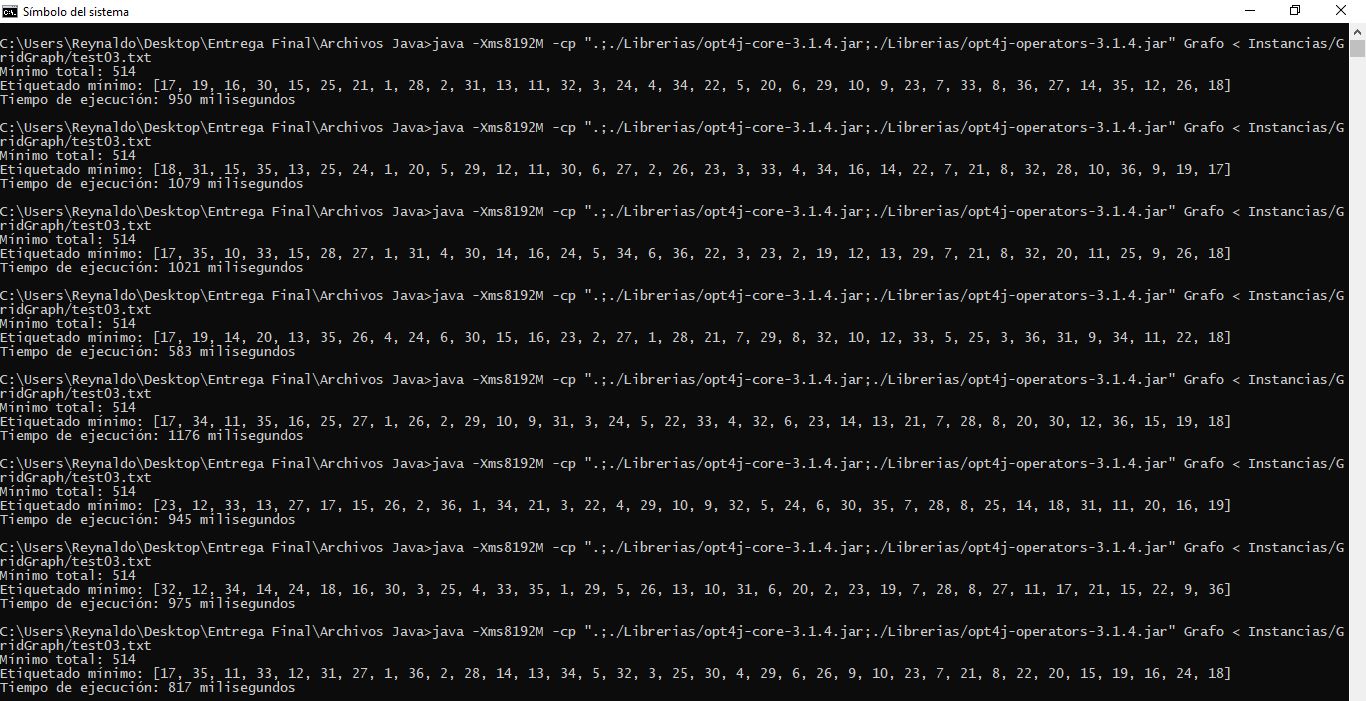 Símbolo del sistema
C:\Users\Reynaldo\Desktop\Entrega Final\Archivos Java>java -Xms8192M -cp ".;./Librerias/opt4j-core-3.1.4.jar;./Librerias/opt4j-operators-3.1.4.jar" Grafo < Instancias/G
ridGraph/test03.txt
Mínimo total: 514
Etiquetado mínimo: [17, 19, 16, 30, 15, 25, 21, 1, 28, 2, 31, 13, 11, 32, 3, 24, 4, 34, 22, 5, 20, 6, 29, 10, 9, 23, 7, 33, 8, 36, 27, 14, 35, 12, 26, 18]
Tiempo de ejecución: 950 milisegundos
C:\Users\Reynaldo\Desktop\Entrega Final\Archivos Java>java -Xms8192M -cp ".;./Librerias/opt4j-core-3.1.4.jar;./Librerias/opt4j-operators-3.1.4.jar" Grafo < Instancias/G
ridGraph/test03.txt
Mínimo total: 514
Etiquetado mínimo: [18, 31, 15, 35, 13, 25, 24, 1, 20, 5, 29, 12, 11, 30, 6, 27, 2, 26, 23, 3, 33, 4, 34, 16, 14, 22, 7, 21, 8, 32, 28, 10, 36, 9, 19, 17]
Tiempo de ejecución: 1079 milisegundos
C:\Users\Reynaldo\Desktop\Entrega Final\Archivos Java>java -Xms8192M -cp ".;./Librerias/opt4j-core-3.1.4.jar;./Librerias/opt4j-operators-3.1.4.jar" Grafo < Instancias/G
ridGraph/test03.txt
Mínimo total: 514
Etiquetado mínimo: [17, 35, 10, 33, 15, 28, 27, 1, 31, 4, 30, 14, 16, 24, 5, 34, 6, 36, 22, 3, 23, 2, 19, 12, 13, 29, 7, 21, 8, 32, 20, 11, 25, 9, 26, 18]
Tiempo de ejecución: 1021 milisegundos
C:\Users\Reynaldo\Desktop\Entrega Final\Archivos Java>java -Xms8192M -cp ".;./Librerias/opt4j-core-3.1.4.jar;./Librerias/opt4j-operators-3.1.4.jar" Grafo < Instancias/G
ridGraph/test03.txt
Mínimo total: 514
Etiquetado mínimo: [17, 19, 14, 20, 13, 35, 26, 4, 24, 6, 30, 15, 16, 23, 2, 27, 1, 28, 21, 7, 29, 8, 32, 10, 12, 33, 5, 25, 3, 36, 31, 9, 34, 11, 22, 18]
Tiempo de ejecución: 583 milisegundos
C:\Users\Reynaldo\Desktop\Entrega Final\Archivos Java>java -Xms8192M -cp ".;./Librerias/opt4j-core-3.1.4.jar;./Librerias/opt4j-operators-3.1.4.jar" Grafo < Instancias/G
ridGraph/test03.txt
Mínimo total: 514
Etiquetado mínimo: [17, 34, 11, 35, 16, 25, 27, 1, 26, 2, 29, 10, 9, 31, 3, 24, 5, 22, 33, 4, 32, 6, 23, 14, 13, 21, 7, 28, 8, 20, 30, 12, 36, 15, 19, 18]
Tiempo de ejecución: 1176 milisegundos
C:\Users\Reynaldo\Desktop\Entrega Final\Archivos Java>java -Xms8192M -cp ".;./Librerias/opt4j-core-3.1.4.jar;./Librerias/opt4j-operators-3.1.4.jar" Grafo < Instancias/G
ridGraph/test03.txt
Mínimo total: 514
Etiquetado mínimo: [23, 12, 33, 13, 27, 17, 15, 26, 2, 36, 1, 34, 21, 3, 22, 4, 29, 10, 9, 32, 5, 24, 6, 30, 35, 7, 28, 8, 25, 14, 18, 31, 11, 20, 16, 19]
Tiempo de ejecución: 945 milisegundos
C:\Users\Reynaldo\Desktop\Entrega Final\Archivos Java>java -Xms8192M -cp ".;./Librerias/opt4j-core-3.1.4.jar;./Librerias/opt4j-operators-3.1.4.jar" Grafo < Instancias/G
ridGraph/test03.txt
Mínimo total: 514
Etiquetado mínimo: [32, 12, 34, 14, 24, 18, 16, 30, 3, 25, 4, 33, 35, 1, 29, 5, 26, 13, 10, 31, 6, 20, 2, 23, 19, 7, 28, 8, 27, 11, 17, 21, 15, 22, 9, 36]
Tiempo de ejecución: 975 milisegundos
C:\Users\Reynaldo\Desktop\Entrega Final\Archivos Java>java -Xms8192M -cp ".;./Librerias/opt4j-core-3.1.4.jar;./Librerias/opt4j-operators-3.1.4.jar" Grafo < Instancias/G
ridGraph/test03.txt
Mínimo total: 514
Etiquetado mínimo: [17, 35, 11, 33, 12, 31, 27, 1, 36, 2, 28, 14, 13, 34, 5, 32, 3, 25, 30, 4, 29, 6, 26, 9, 10, 23, 7, 21, 8, 22, 20, 15, 19, 16, 24, 18]
Tiempo de ejecución: 817 milisegundos